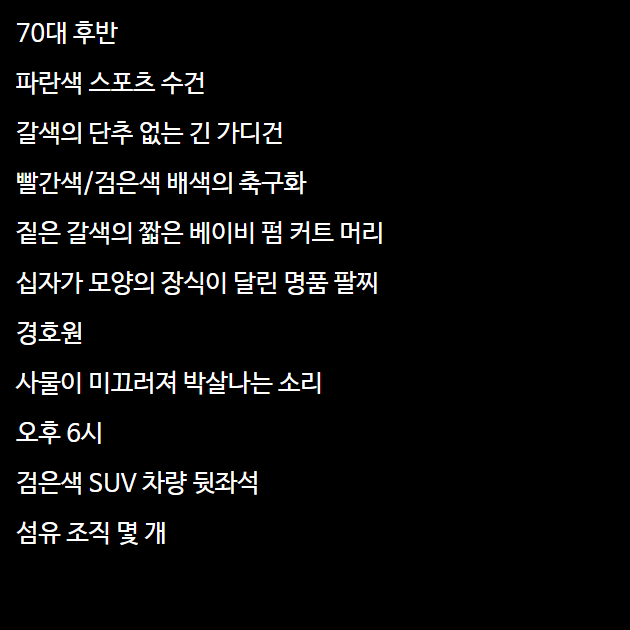 70대 후반
파란색 스포츠 수건
갈색의 단추 없는 긴 가디건
빨간색/검은색 배색의 축구화
짙은 갈색의 짧은 베이비 펌 커트 머리
십자가 모양의 장식이 달린 명품 팔찌
경호원
사물이 미끄러져 박살나는 소리
오후 6시
검은색 SUV 차량 뒷좌석
섬유 조직 몇 개